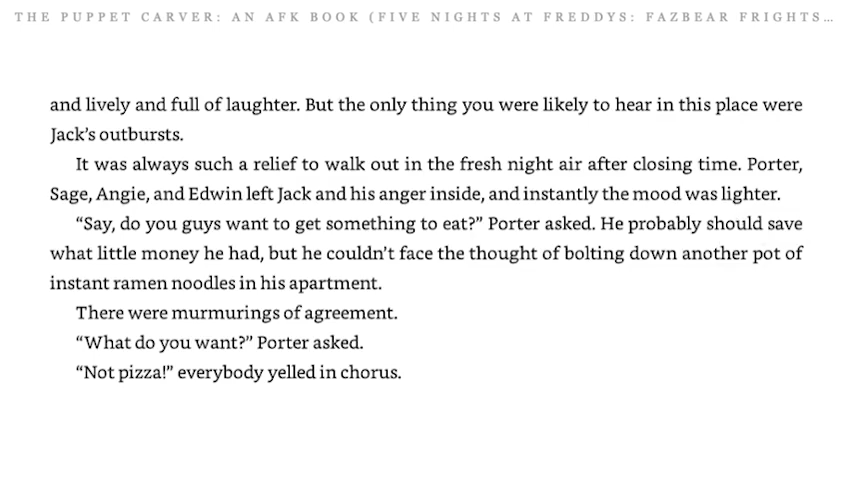 THE PUPPET CARVER: AN AFK BOOK (FIVE NIGHTS AT FREDDYS: FAZBEAR FRIGHTS…
and lively and full of laughter. But the only thing you were likely to hear in this place were
Jack’s outbursts.
It was always such a relief to walk out in the fresh night air after closing time. Porter,
Sage, Angie, and Edwin left Jack and his anger inside, and instantly the mood was lighter.
“Say, do you guys want to get something to eat?” Porter asked. He probably should save
what little money he had, but he couldn’t face the thought of bolting down another pot of
instant ramen noodles in his apartment.
There were murmurings of agreement.
“What do you want?” Porter asked.
“Not pizza!” everybody yelled in chorus.